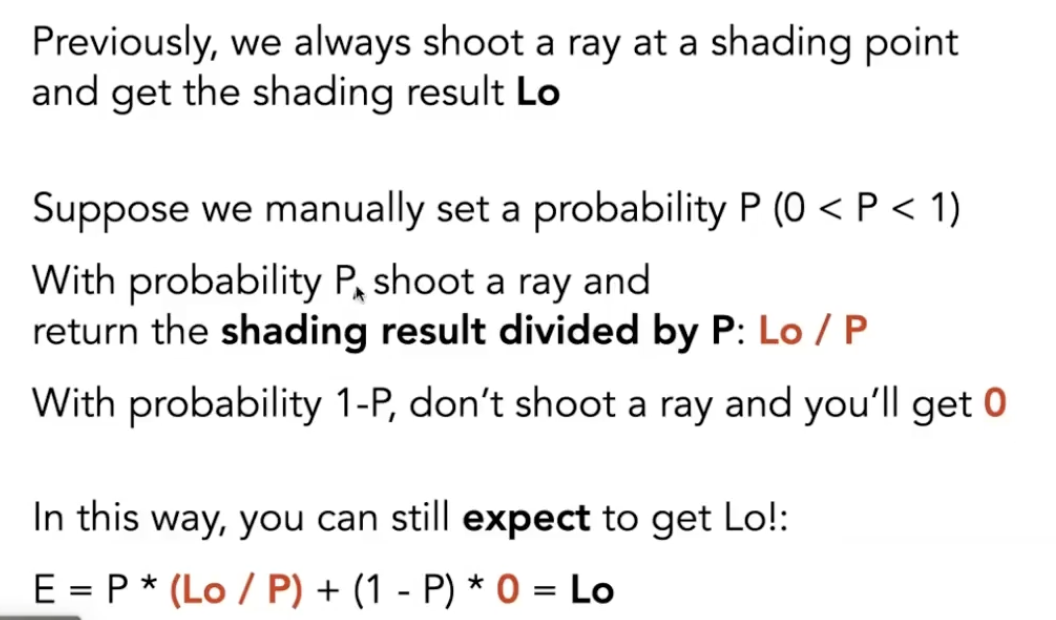 Previously, we always shoot a ray at a shading point
and get the shading result Lo
Suppose we manually set a probability P (0 < P < 1)
With probability P, shoot a ray and
return the shading result divided by P: Lo / P
With probability 1-P, don't shoot a ray and you'll get 0
In this way, you can still expect to get Lo!:
E = P * (Lo / P) + (1 - P) * 0 = Lo